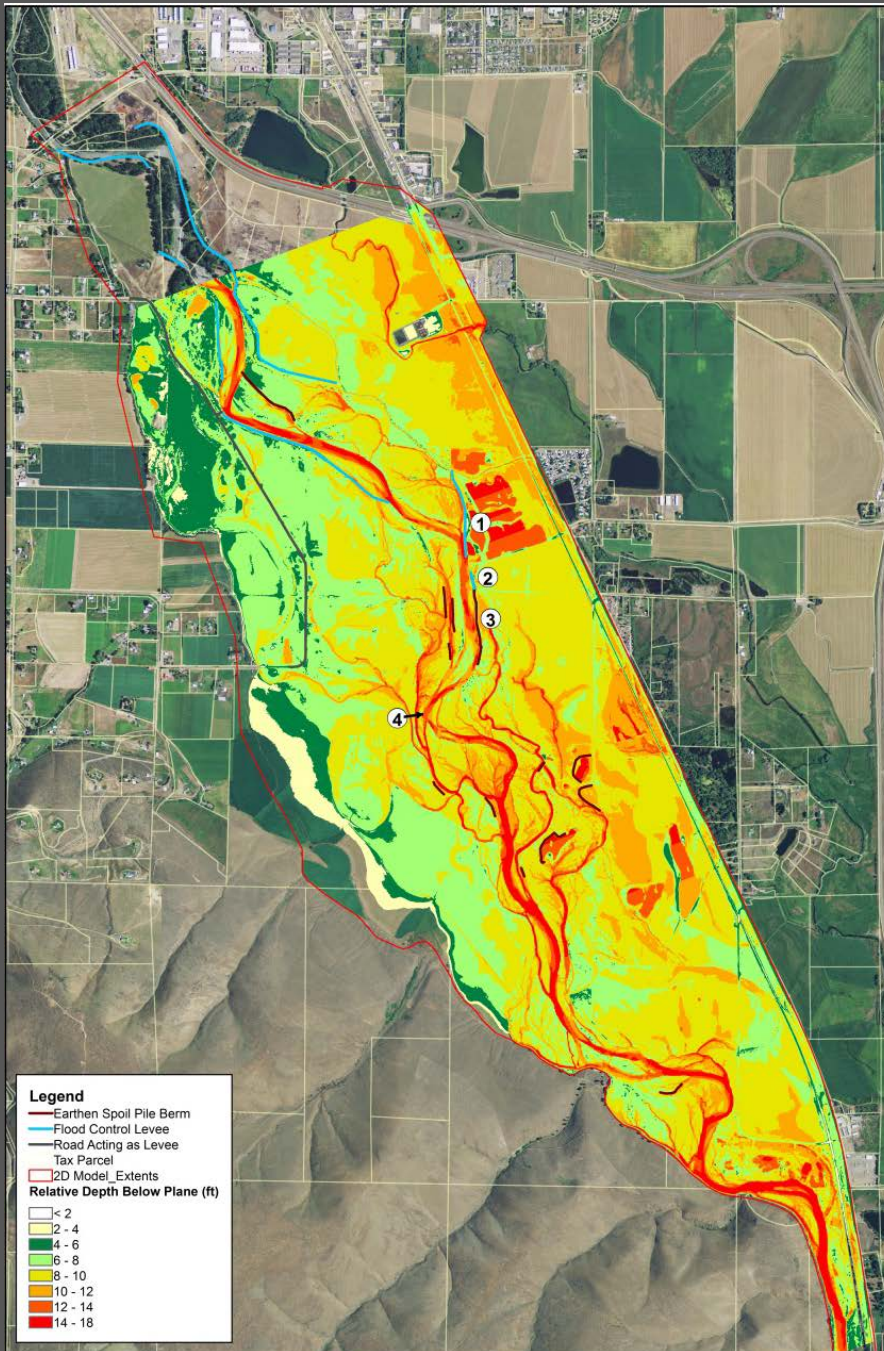 1
2
3
4
Legend
Earthen Spoil Pile Berm
Flood Control Levee
Road Acting as Levee
Tax Parcel
2D Model_Extents
Relative Depth Below Plane (ft)
< 2
2 - 4
4 - 6
6 - 8
8 - 10
10 - 12
12 - 14
14 - 18